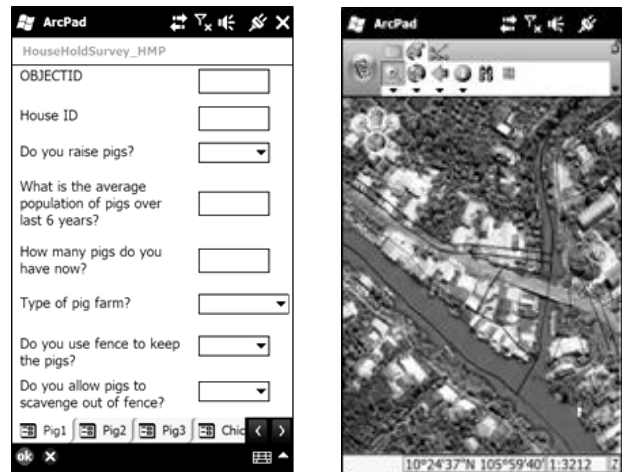 ArcPad
HouseHoldSurvey_HMP
OBJECTID
House ID
Do you raise pigs?
What is the average
population of pigs over
last 6 years?
How many pigs do you
have now?
Type of pig farm?
Do you use fence to keep
the pigs?
Do you allow pigs to
scavenge out of fence?
Pig1 Pig2 Pig3 Chic
ok
ArcPad
10°24'37"N 105°59'40' 1:3212